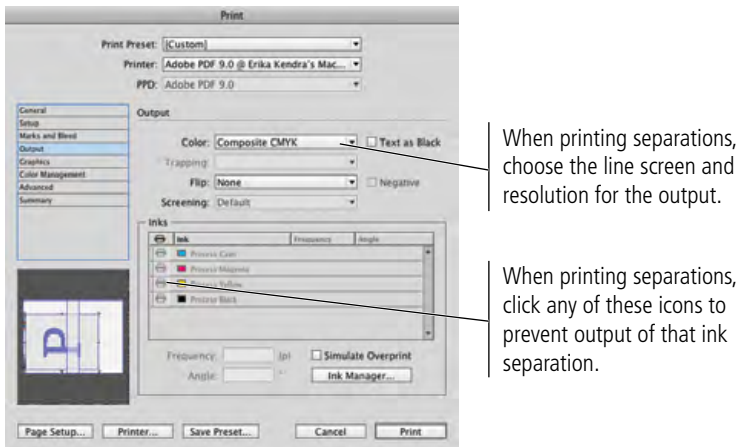 Print
Print Preset: [Custom]
Printer: Adobe PDF 9.0 @ Erika Kendra's Mac...
PPD: Adobe PDF 9.0
General
Setup
Marks and Bleed
Output
Graphics
Color Management
Advanced
Summary
Output
Color: Composite CMYK
Text as Black
Trapping:
Flip: None
Negative
Screening: Default
Inks
Ink Frequency Angle
Process Cyan
Process Magenta
Process Yellow
Process Black
Frequency: lpi
Simulate Overprint
Angle: °
Ink Manager...
P
Page Setup... Printer... Save Preset... Cancel Print
When printing separations,
choose the line screen and
resolution for the output.
When printing separations,
click any of these icons to
prevent output of that ink
separation.